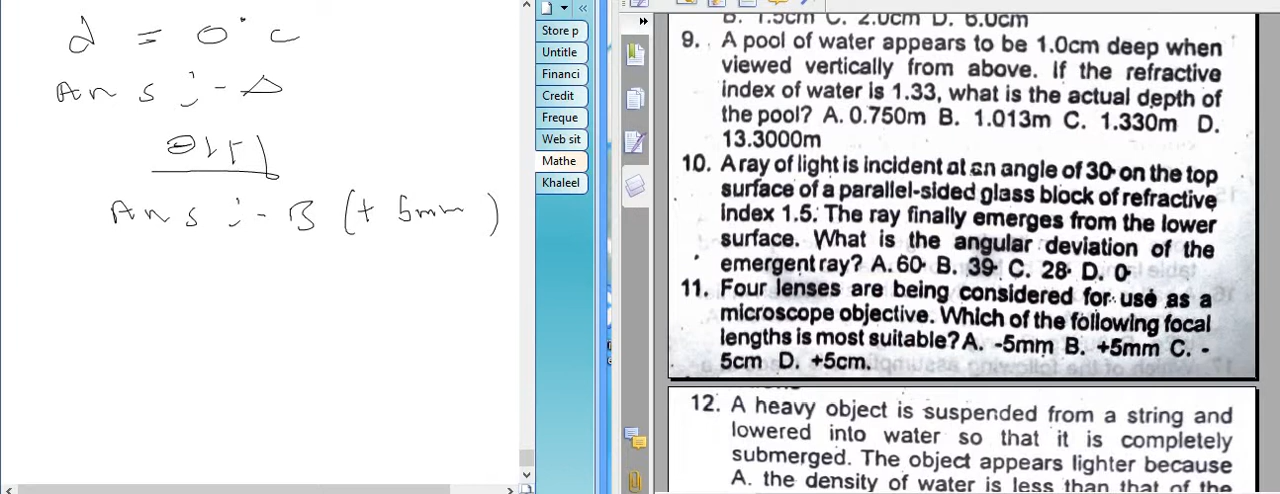 d = 0°C
Ans :- D
Q11
Ans :- B (+ 5mm)
Store p
Untitle
Financi
Credit
Freque
Web sit
Mathe
Khaleel
B. 1.5cm C. 2.0cm D. 6.0cm
9. A pool of water appears to be 1.0cm deep when
viewed vertically from above. If the refractive
index of water is 1.33, what is the actual depth of
the pool? A. 0.750m B. 1.013m C. 1.330m D.
13.3000m
10. A ray of light is incident at an angle of 30° on the top
surface of a parallel-sided glass block of refractive
index 1.5. The ray finally emerges from the lower
surface. What is the angular deviation of the
emergent ray? A. 60° B. 39° C. 28° D. 0°
11. Four lenses are being considered for use as a
microscope objective. Which of the following focal
lengths is most suitable? A. -5mm B. +5mm C. -
5cm D. +5cm.
12. A heavy object is suspended from a string and
lowered into water so that it is completely
submerged. The object appears lighter because
A. the density of water is less than that of the